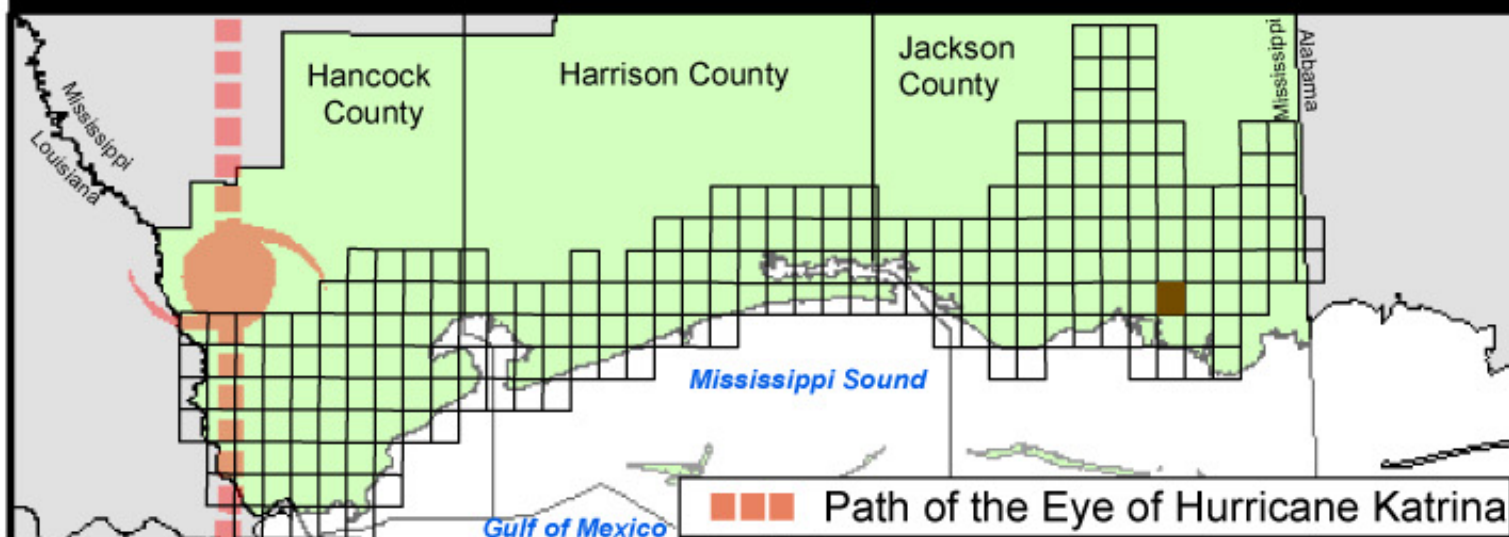 Hancock
County
Harrison County
Jackson
County
Mississippi
Alabama
Mississippi
Louisiana
Mississippi Sound
Gulf of Mexico
Path of the Eye of Hurricane Katrina